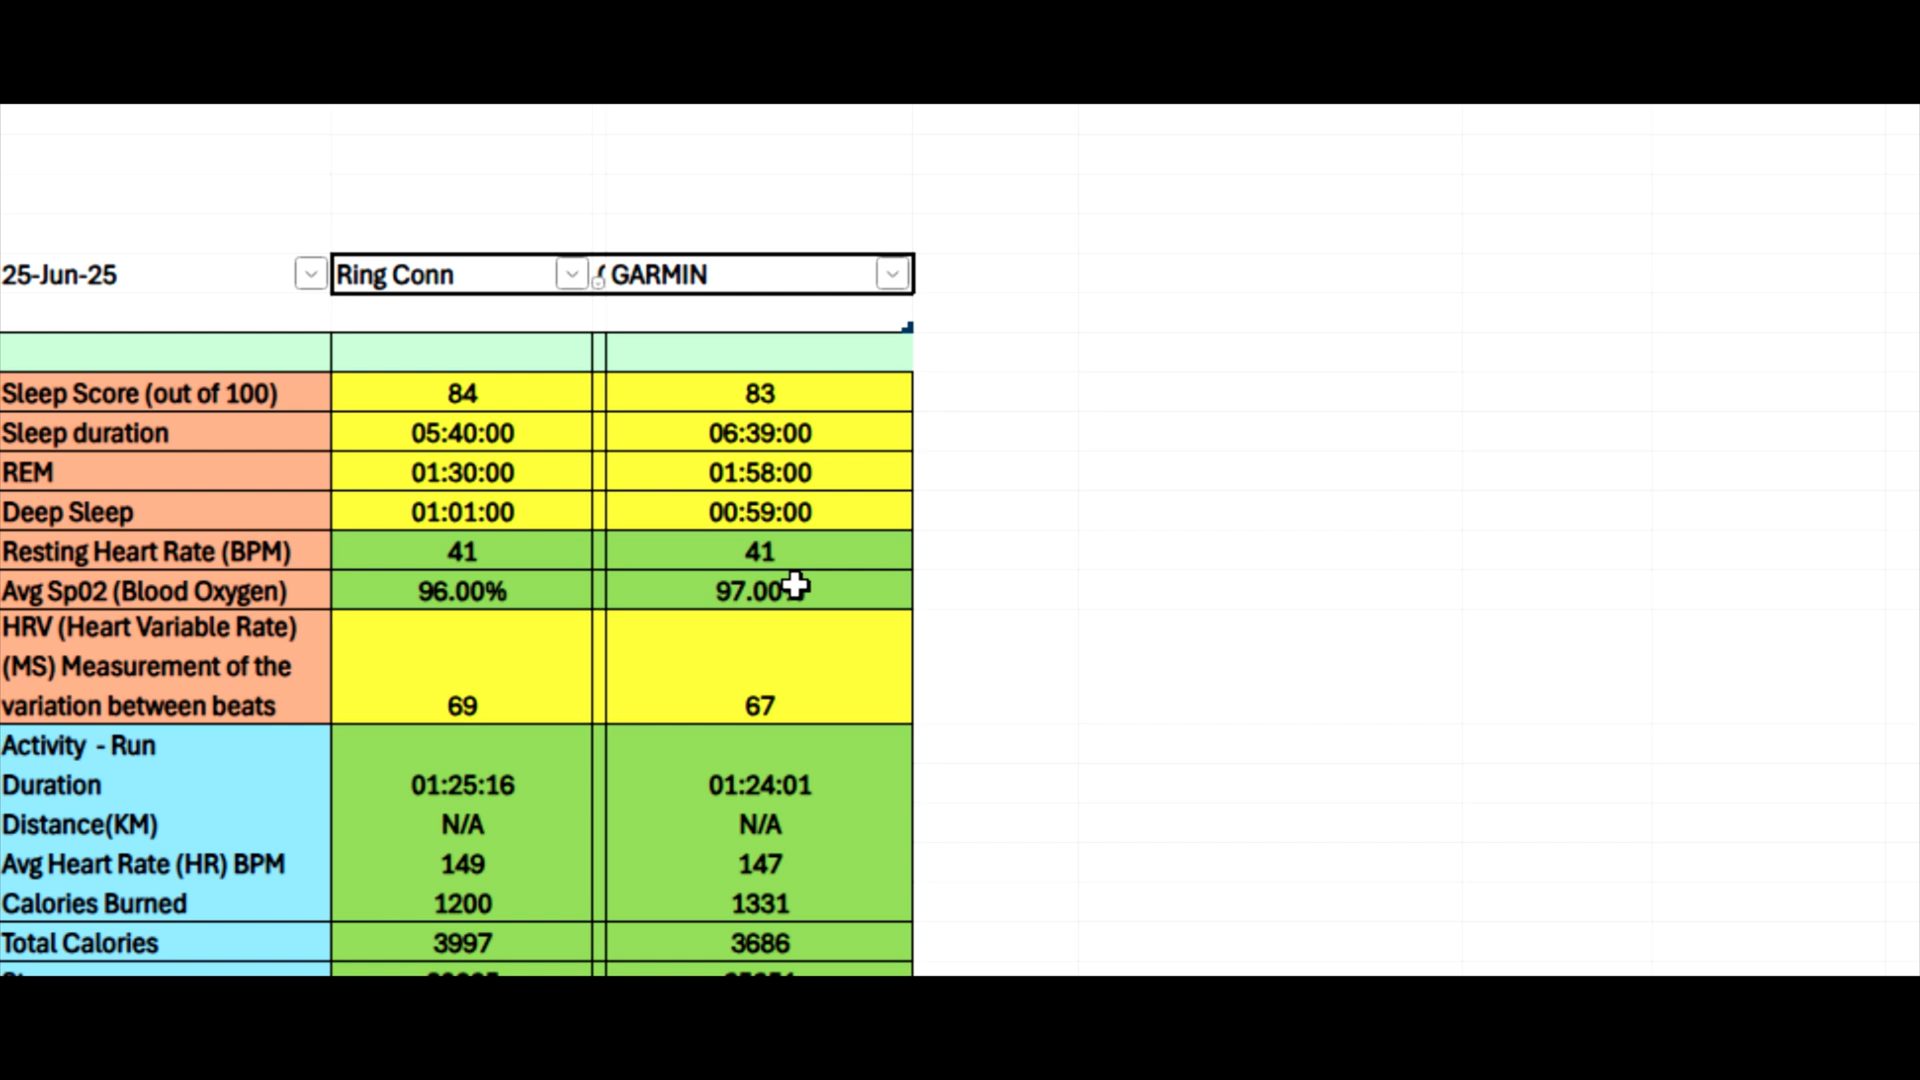 25-Jun-25 Ring Conn ( GARMIN
Sleep Score (out of 100) 84 83
Sleep duration 05:40:00 06:39:00
REM 01:30:00 01:58:00
Deep Sleep 01:01:00 00:59:00
Resting Heart Rate (BPM) 41 41
Avg Sp02 (Blood Oxygen) 96.00% 97.00
HRV (Heart Variable Rate)
(MS) Measurement of the
variation between beats 69 67
Activity - Run
Duration 01:25:16 01:24:01
Distance(KM) N/A N/A
Avg Heart Rate (HR) BPM 149 147
Calories Burned 1200 1331
Total Calories 3997 3686